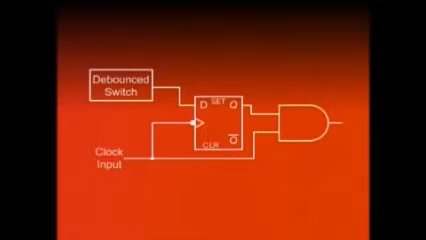 Debounced
Switch
D SET Q
Q
CLR
Clock
Input